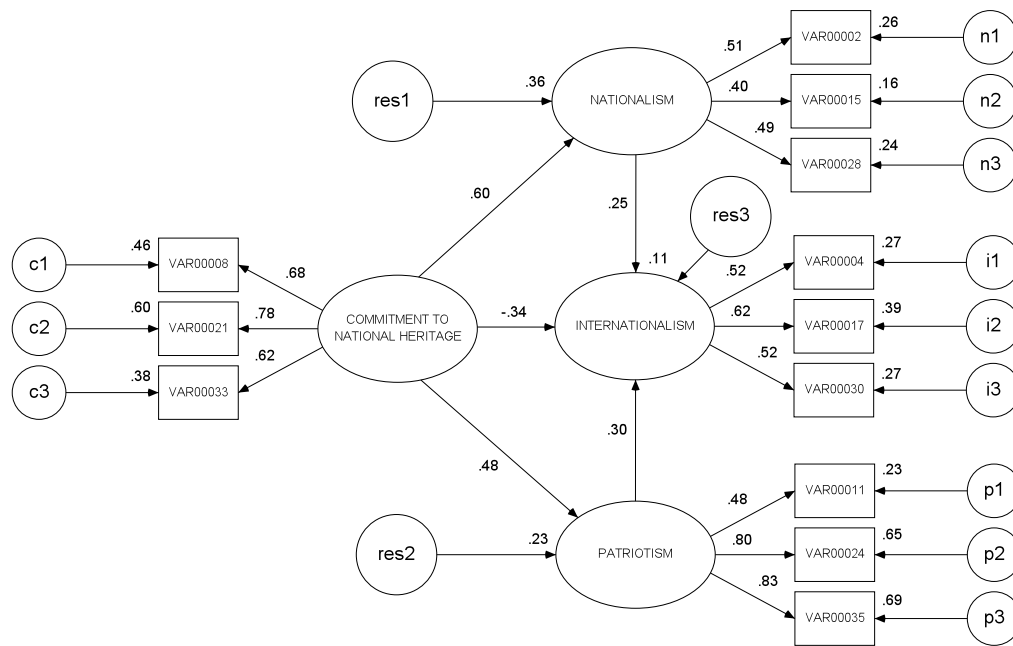 n1
.26
VAR00002
.51
res1
.36
NATIONALISM
.40
VAR00015
.16
n2
.49
VAR00028
.24
n3
.60
.25
res3
c1
.46
VAR00008
.68
.11
.52
VAR00004
.27
i1
c2
.60
VAR00021
.78
COMMITMENT TO
NATIONAL HERITAGE
-.34
INTERNATIONALISM
.62
VAR00017
.39
i2
c3
.38
VAR00033
.62
.52
VAR00030
.27
i3
.30
.48
.48
VAR00011
.23
p1
res2
.23
PATRIOTISM
.80
VAR00024
.65
p2
.83
VAR00035
.69
p3